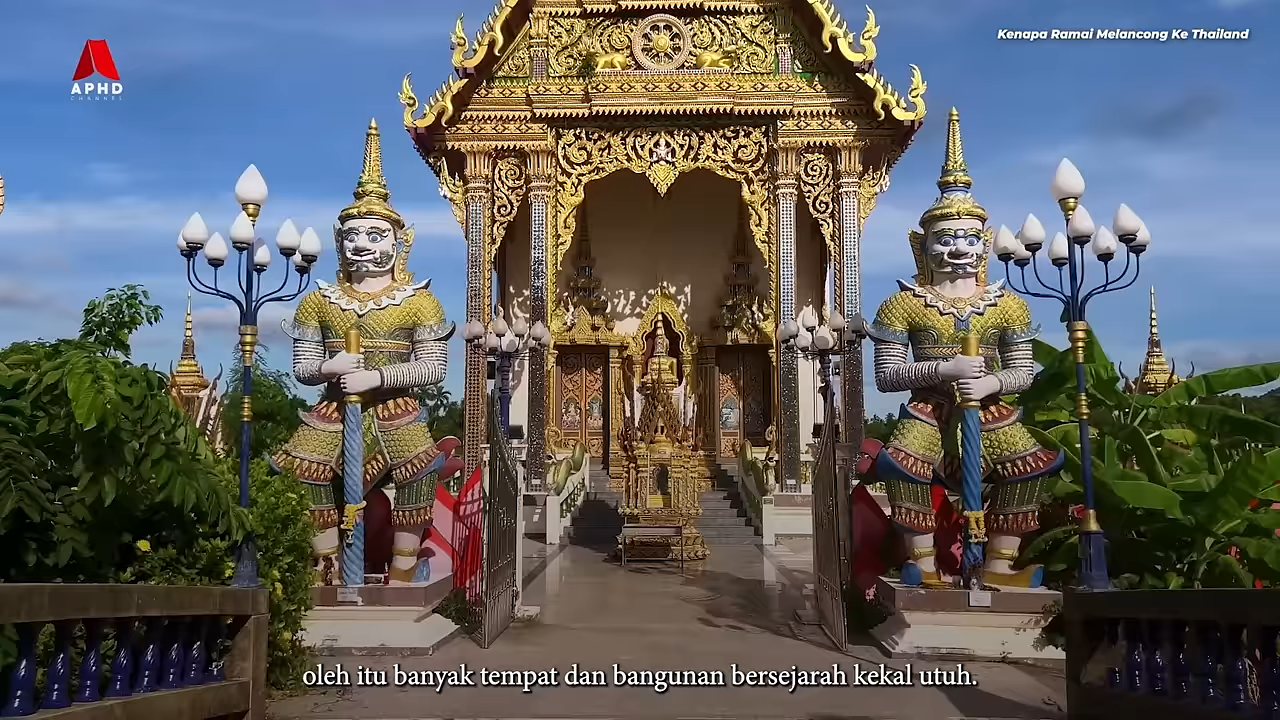 Kenapa Ramai Melancong Ke Thailand
APHD
CHANNEL
oleh itu banyak tempat dan bangunan bersejarah kekal utuh.